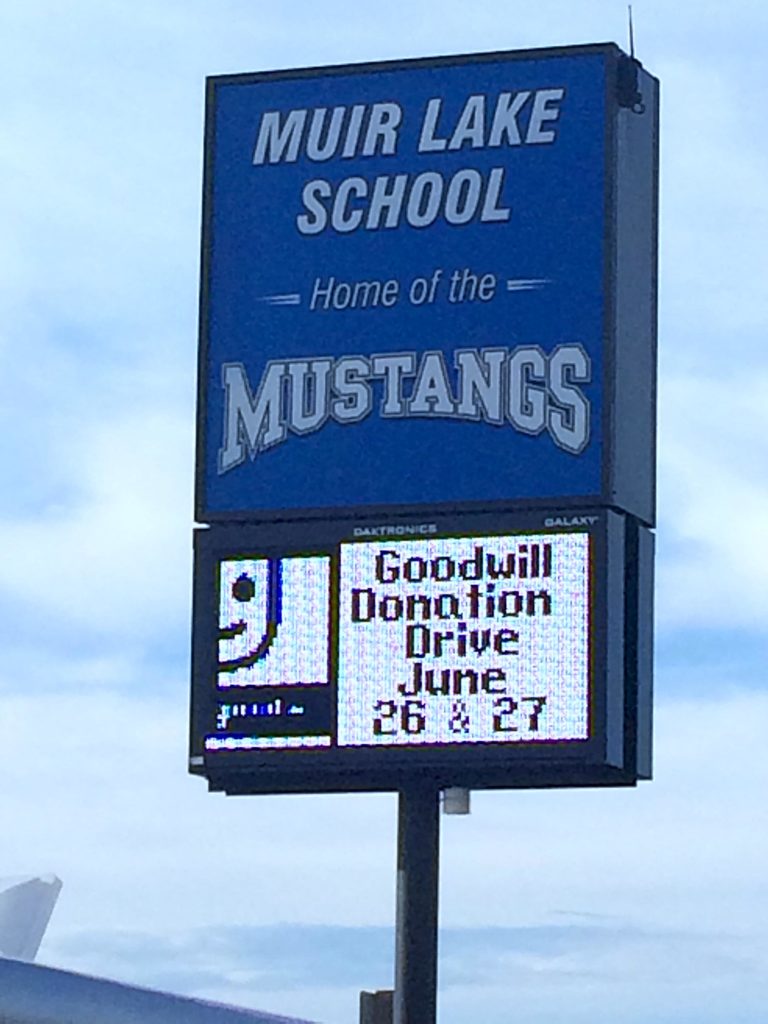 MUIR LAKE
SCHOOL
Home of the
MUSTANGS
DAKTRONICS GALAXY
Goodwill
Donation
Drive
June
26 & 27